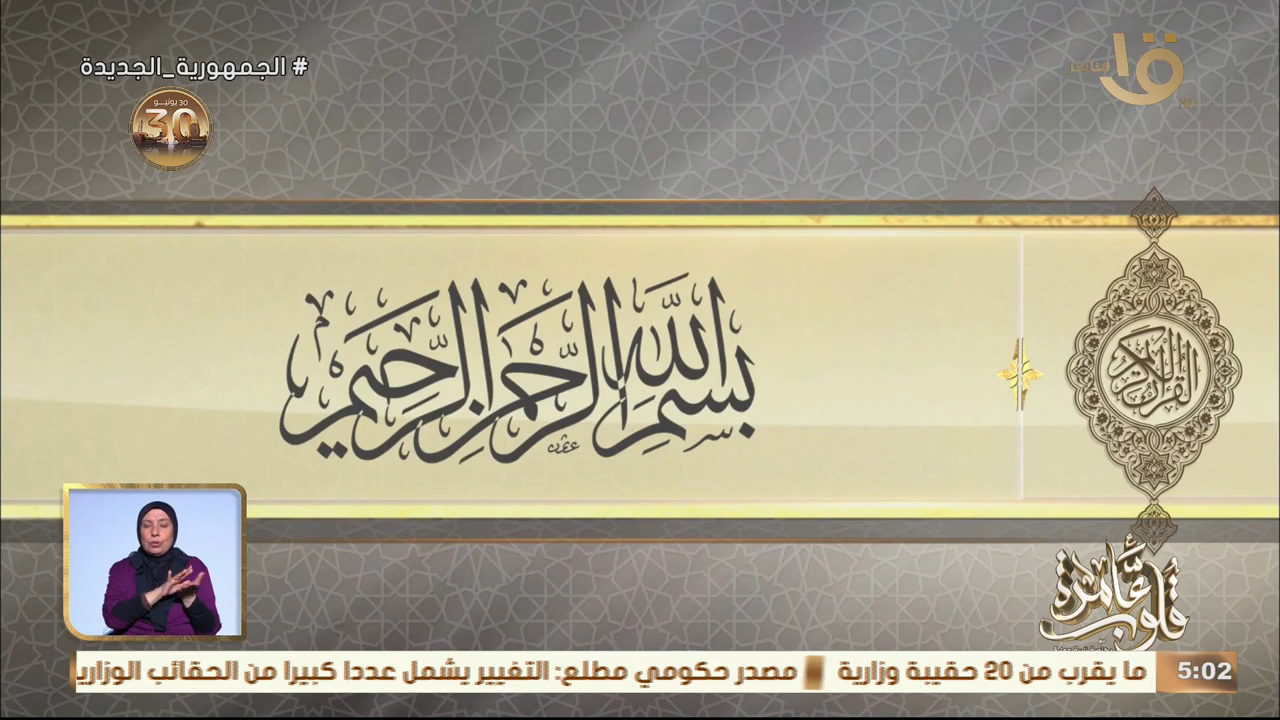 # الجمهورية_الجديدة
30 يونيو
30
بسم الله الرحمن الرحيم
القرآن الكريم
قلوب عامرة
5:02
ما يقرب من 20 حقيبة وزارية
مصدر حكومي مطلع: التغيير يشمل عددا كبيرا من الحقائب الوزاري